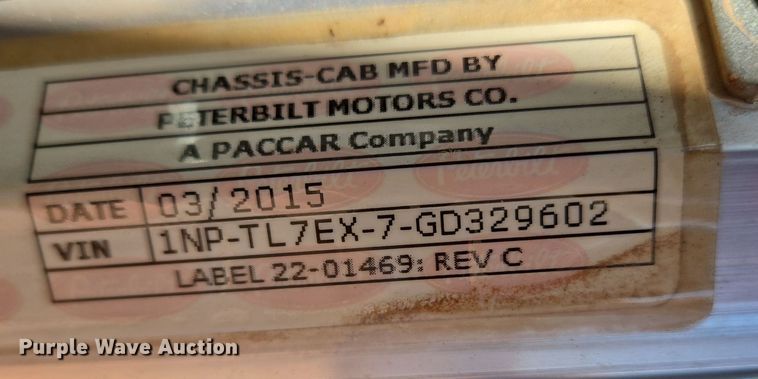 CHASSIS-CAB MFD BY
PETERBILT MOTORS CO.
A PACCAR Company
DATE 03/2015
VIN 1NP-TL7EX-7-GD329602
LABEL 22-01469: REV C
Peterbilt
Purple Wave Auction